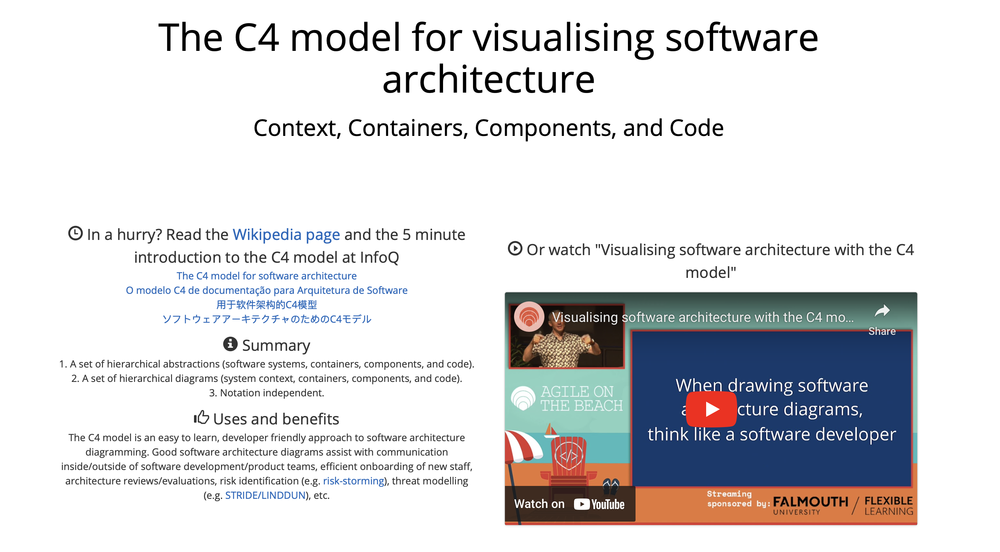 The C4 model for visualising software
architecture
Context, Containers, Components, and Code
In a hurry? Read the Wikipedia page and the 5 minute
introduction to the C4 model at InfoQ
The C4 model for software architecture
O modelo C4 de documentação para Arquitetura de Software
用于软件架构的C4模型
ソフトウェアアーキテクチャのためのC4モデル
Summary
1. A set of hierarchical abstractions (software systems, containers, components, and code).
2. A set of hierarchical diagrams (system context, containers, components, and code).
3. Notation independent.
Uses and benefits
The C4 model is an easy to learn, developer friendly approach to software architecture
diagramming. Good software architecture diagrams assist with communication
inside/outside of software development/product teams, efficient onboarding of new staff,
architecture reviews/evaluations, risk identification (e.g. risk-storming), threat modelling
(e.g. STRIDE/LINDDUN), etc.
Or watch "Visualising software architecture with the C4
model"
Visualising software architecture with the C4 mo...
Share
AGILE ON
THE BEACH
When drawing software
cture diagrams,
think like a software developer
</>
Watch on YouTube
Streaming
sponsored by:
FALMOUTH
UNIVERSITY
/
FLEXIBLE
LEARNING